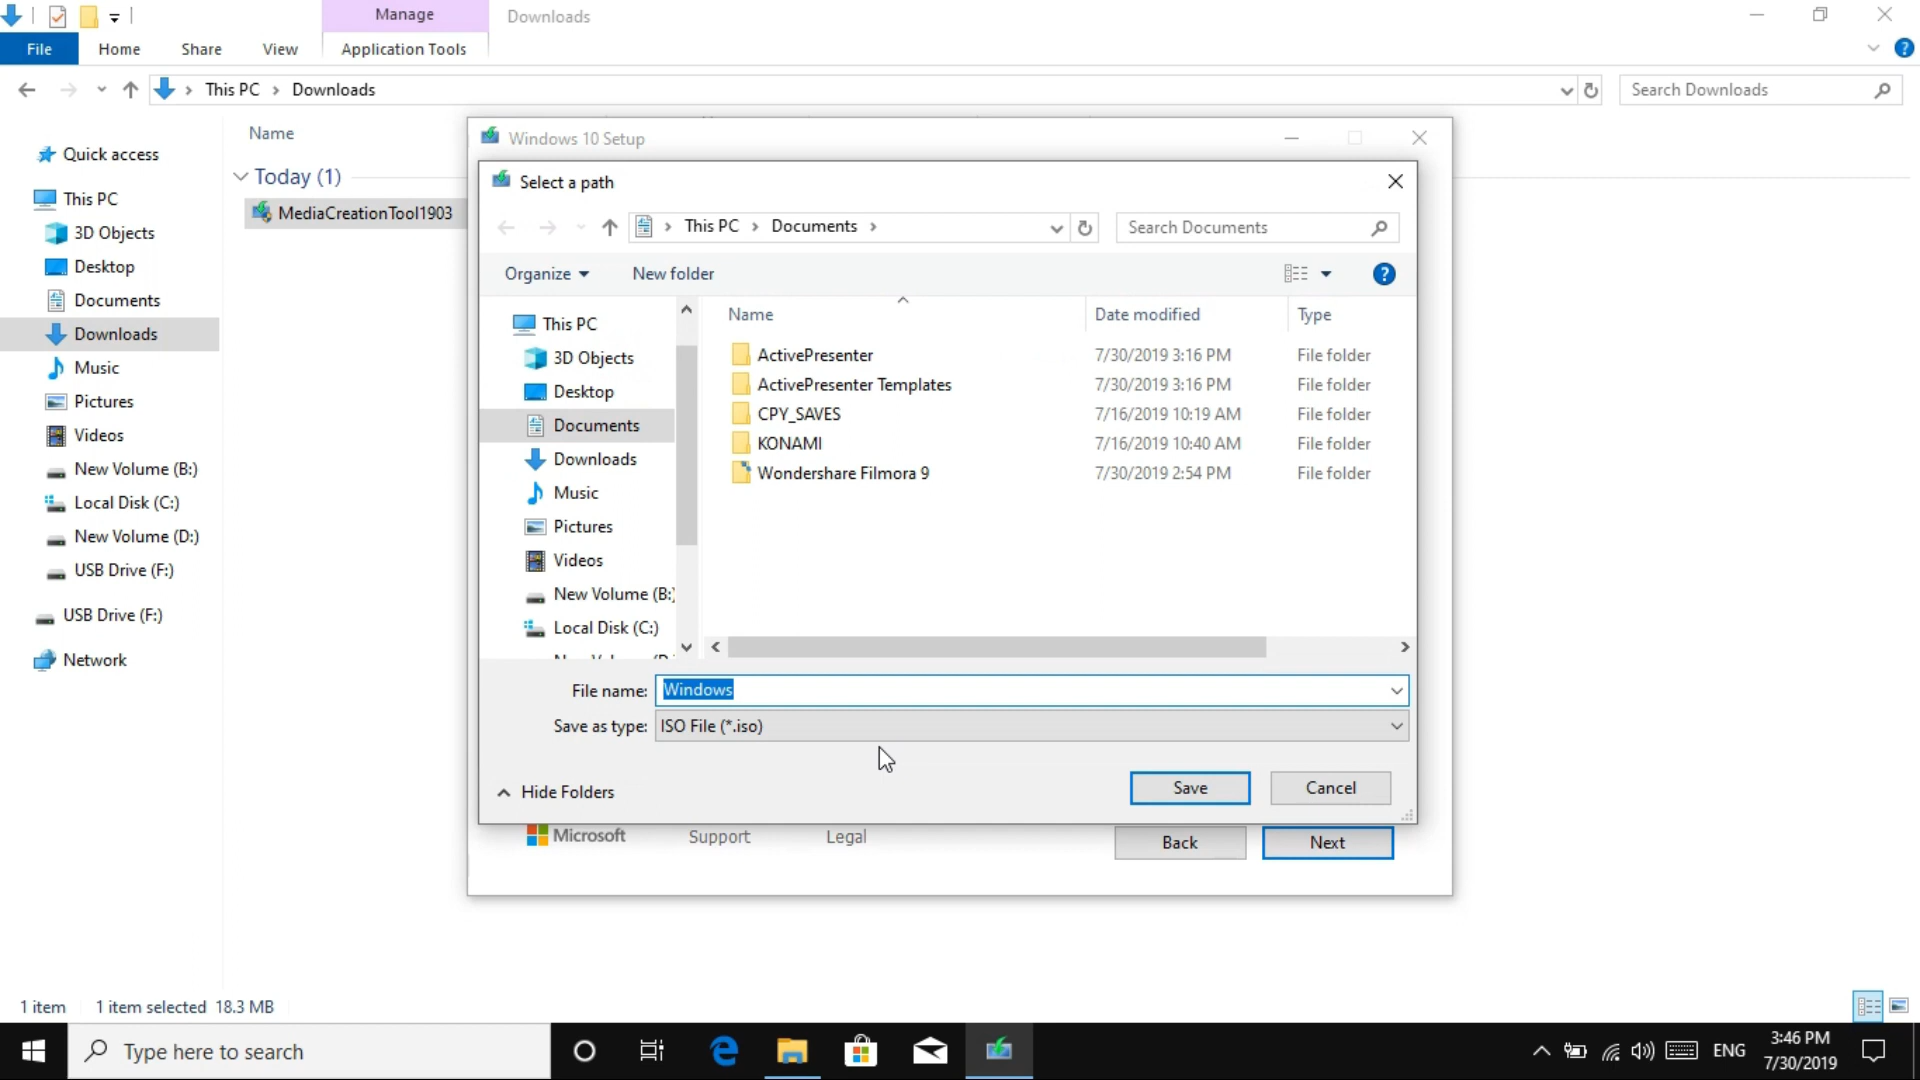 Manage
Downloads
File
Home
Share
View
Application Tools
This PC > Downloads
Search Downloads
Name
Quick access
Today (1)
This PC
MediaCreationTool1903
3D Objects
Desktop
Documents
Downloads
Music
Pictures
Videos
New Volume (B:)
Local Disk (C:)
New Volume (D:)
USB Drive (F:)
USB Drive (F:)
Network
Windows 10 Setup
Select a path
This PC > Documents >
Search Documents
Organize
New folder
This PC
3D Objects
Desktop
Documents
Downloads
Music
Pictures
Videos
New Volume (B:)
Local Disk (C:)
Name Date modified Type
ActivePresenter 7/30/2019 3:16 PM File folder
ActivePresenter Templates 7/30/2019 3:16 PM File folder
CPY_SAVES 7/16/2019 10:19 AM File folder
KONAMI 7/16/2019 10:40 AM File folder
Wondershare Filmora 9 7/30/2019 2:54 PM File folder
File name: Windows
Save as type: ISO File (*.iso)
Hide Folders
Save
Cancel
Microsoft
Support
Legal
Back
Next
1 item 1 item selected 18.3 MB
Type here to search
ENG
3:46 PM
7/30/2019